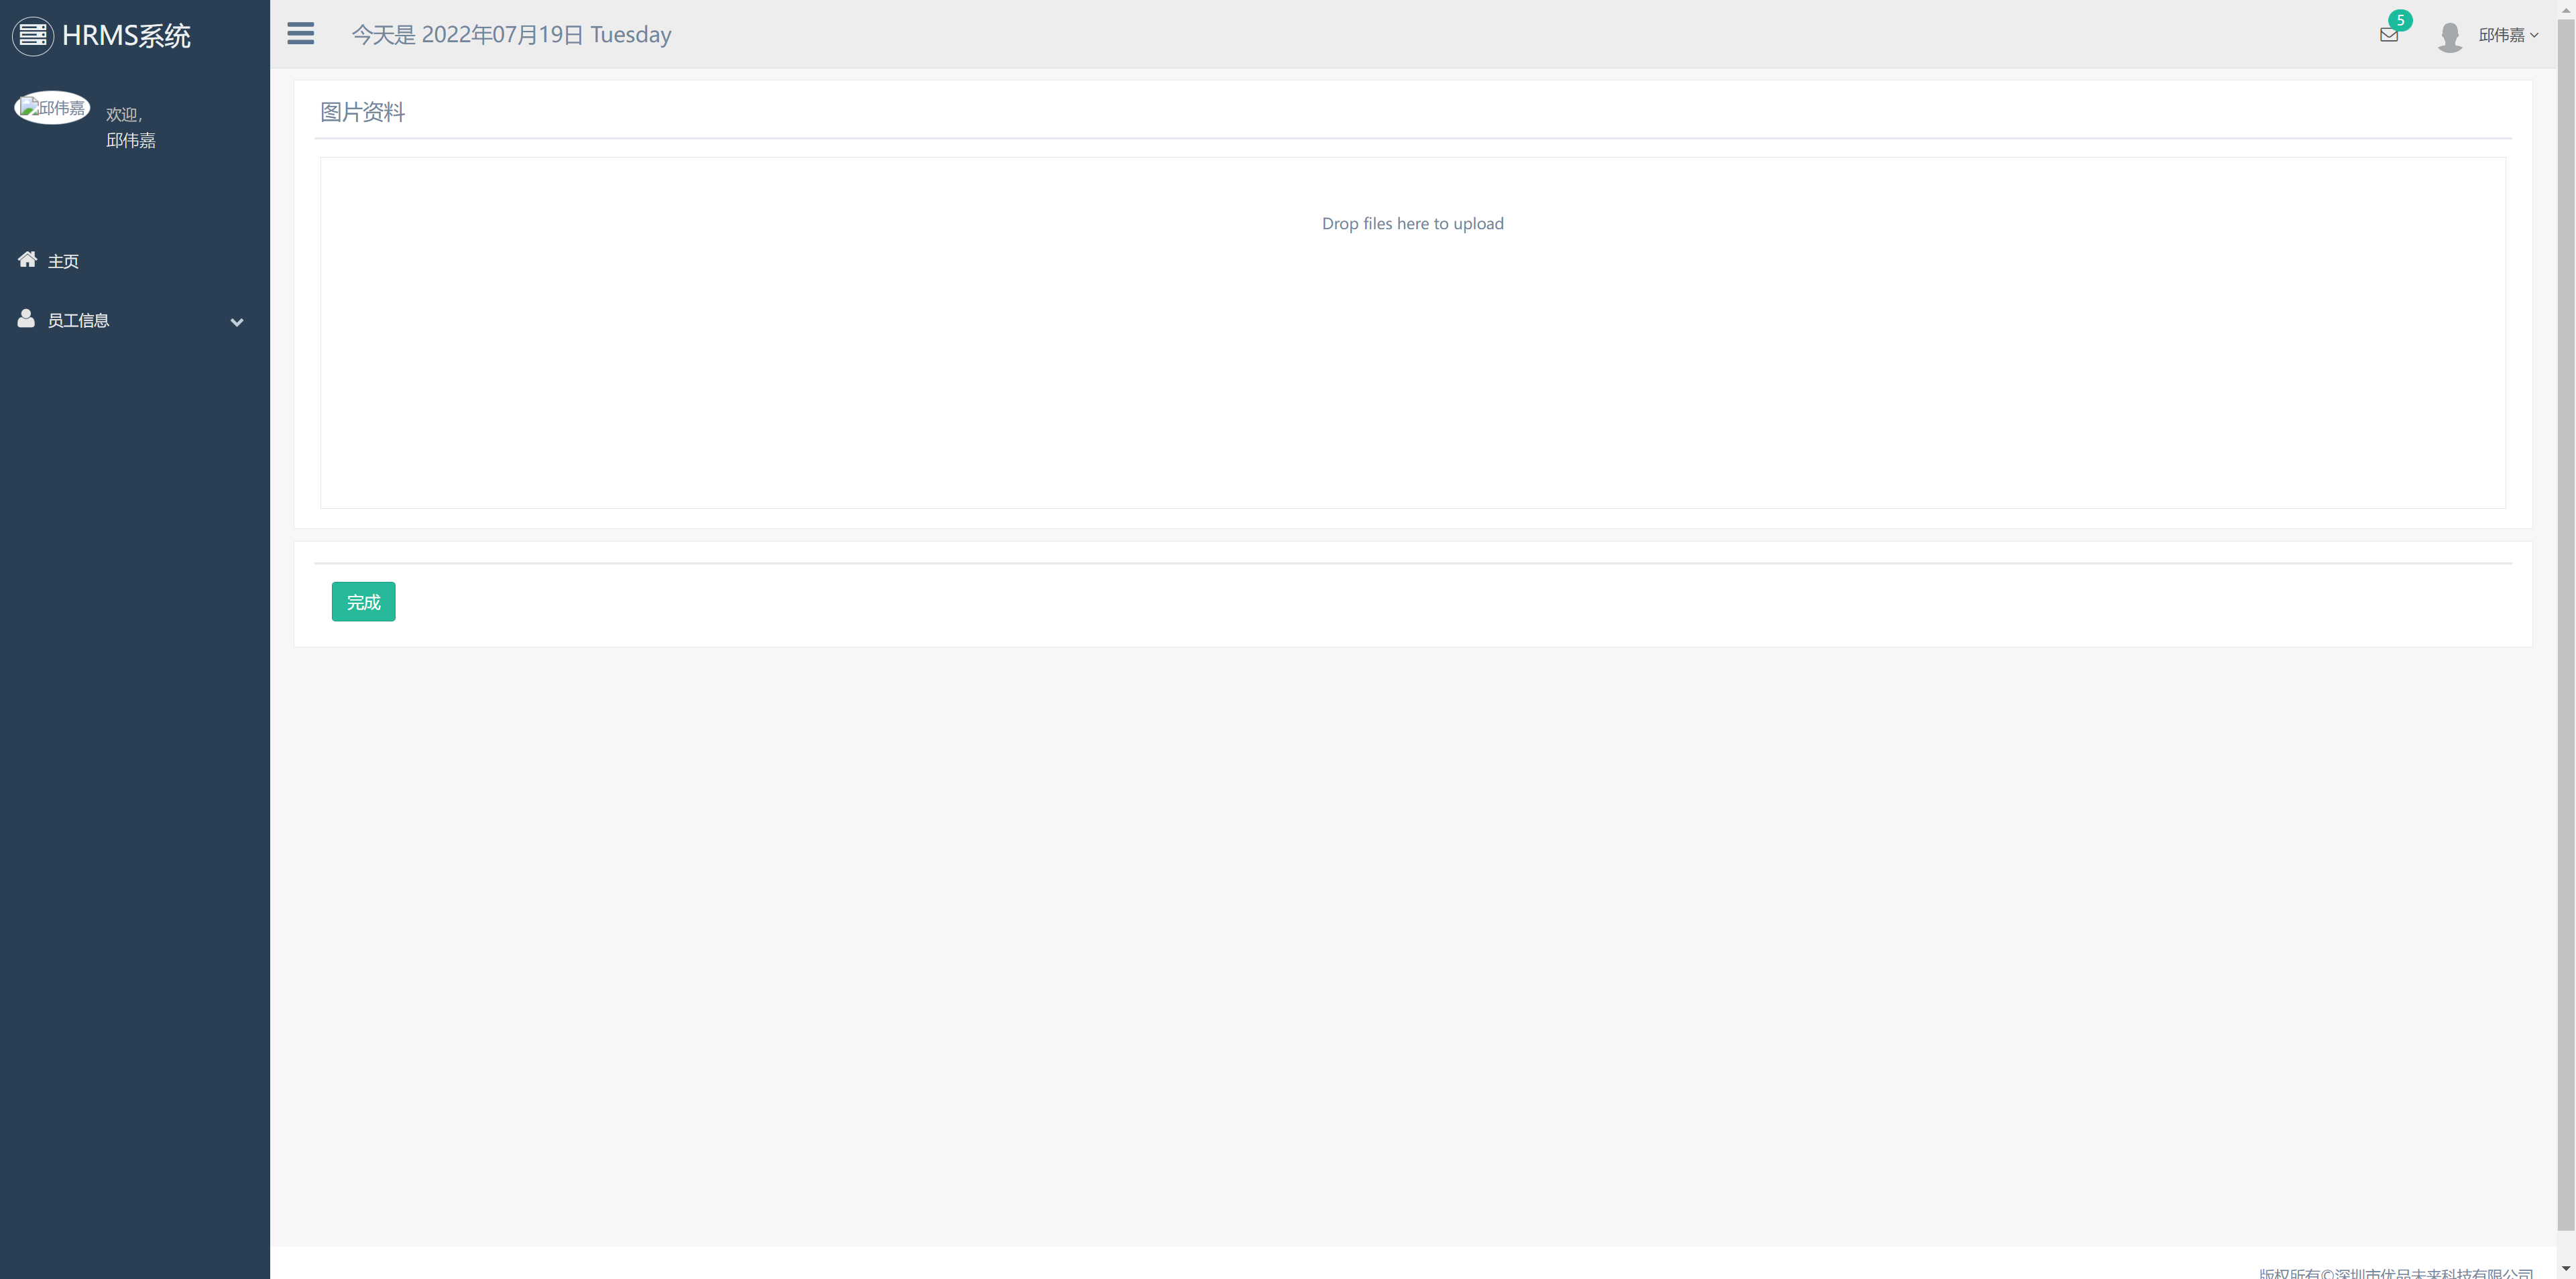 HRMS系统
今天是 2022年07月19日 Tuesday
5
邱伟嘉
邱伟嘉
欢迎,
邱伟嘉
主页
员工信息
图片资料
Drop files here to upload
完成
版权所有©深圳市优品未来科技有限公司